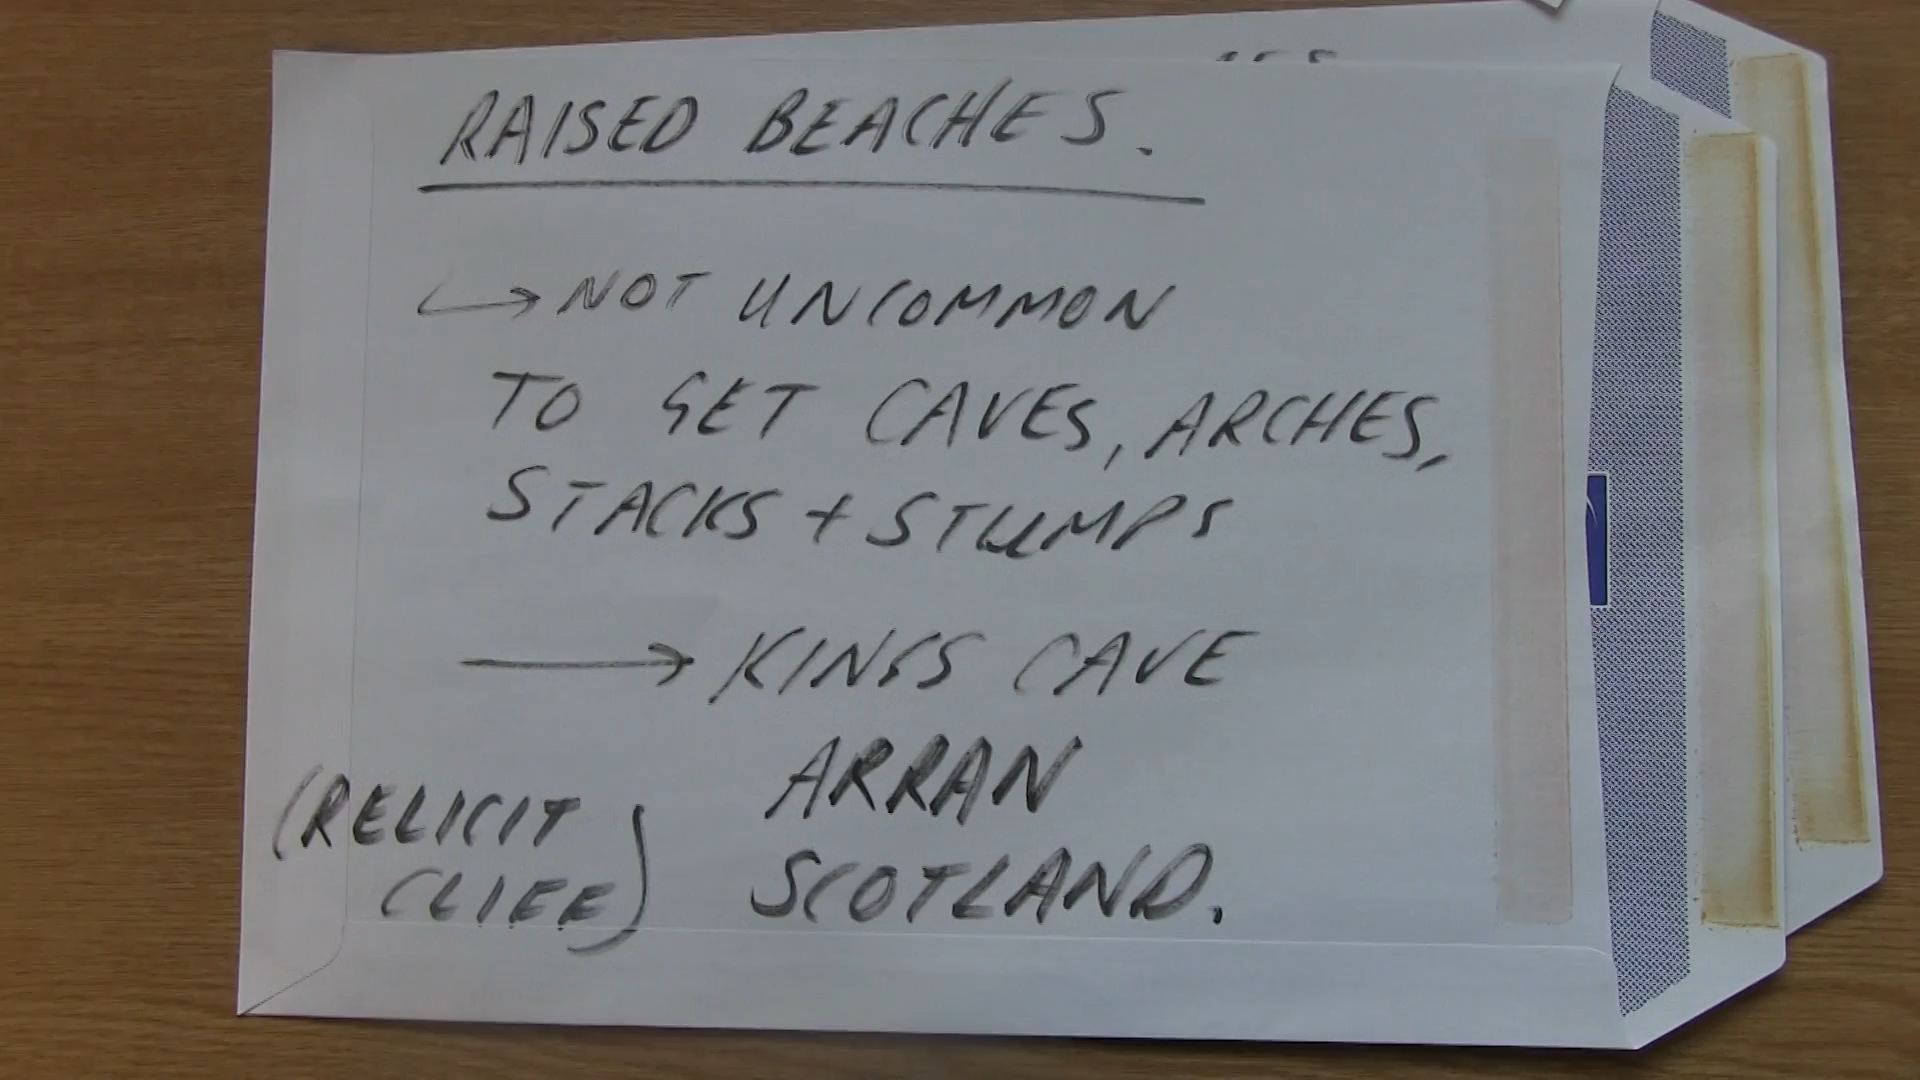 RAISED BEACHES.
↳ NOT UNCOMMON
TO GET CAVES, ARCHES,
STACKS + STUMPS
→ KINGS CAVE
ARRAN
(RELICIT
CLIFF)
SCOTLAND.